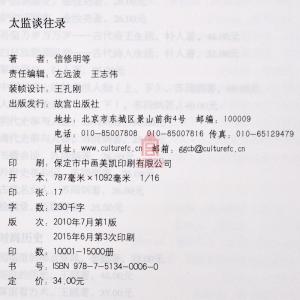 太监谈往录
著　　者：信修明等
责任编辑：左远波　王志伟
装帧设计：王孔刚
出版发行：故宫出版社
地址：北京市东城区景山前街4号　邮编：100009
电话：010-85007808　010-85007816　传真：010-65129479
网址：www.culturefc.cn　邮箱：ggcb@culturefc.cn
印　　刷：保定市中画美凯印刷有限公司
开　　本：787毫米×1092毫米　1/16
印　　张：17
字　　数：230千字
版　　次：2010年7月第1版
2015年6月第3次印刷
印　　数：10001-15000册
书　　号：ISBN 978-7-5134-0006-0
定　　价：34.00元